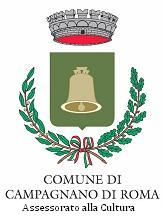 COMUNE DI
CAMPAGNANO DI ROMA
Assessorato alla Cultura